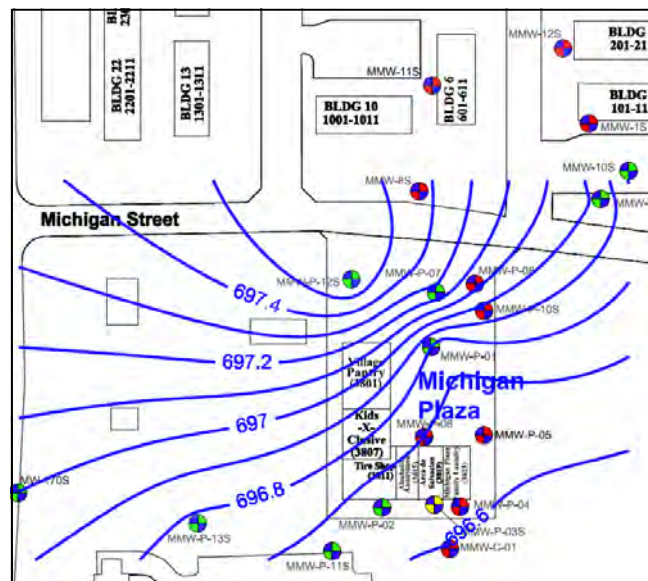 230
BLDG 22
2201-2211
BLDG 13
1301-1311
MMW-11S
BLDG 10
1001-1011
BLDG 6
601-611
MMW-12S
BLDG
201-21
BLDG
101-11
MMW-1S
MMW-10S
MMW-8S
MMW-
Michigan Street
MMW-P-12S
MMW-P-07
MMW-P-10S
697.4
697.2
MMW-P-01
Village
Pantry
(3801)
Michigan
Plaza
Kids
-X-
Clusive
(3807)
697
MMW-P-08
MMW-P-05
696.8
MMW-P-02
MMW-P-04
MMW-P-03S
696.6
MMW-P-13S
MMW-P-11S
MMW-C-01